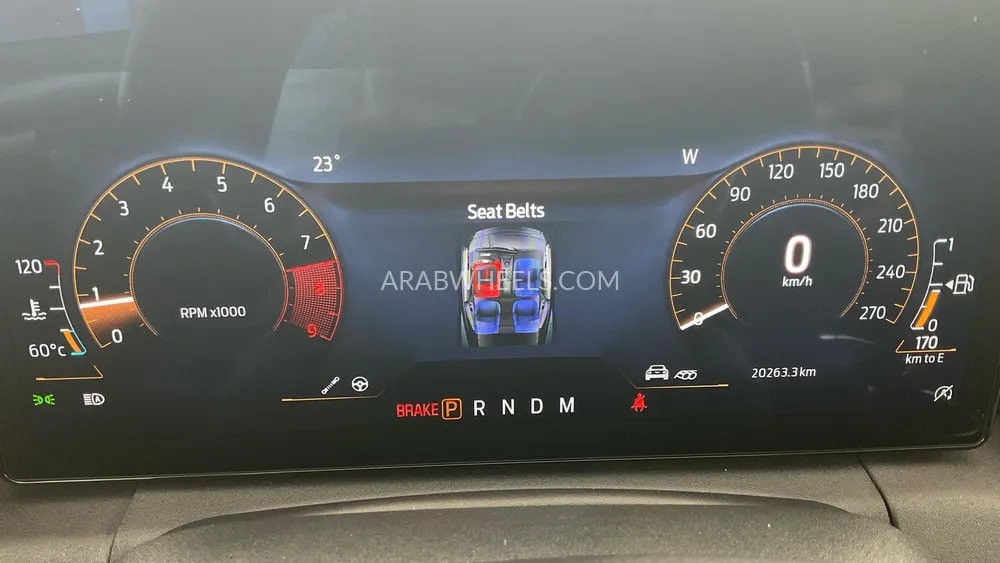 23°
W
Seat Belts
0
1
2
3
4
5
6
7
8
9
RPM x1000
0
30
60
90
120
150
180
210
240
270
0
km/h
120
60°c
1
0
170
km to E
20263.3 km
ARABWHEELS.COM
BRAKE P R N D M
A